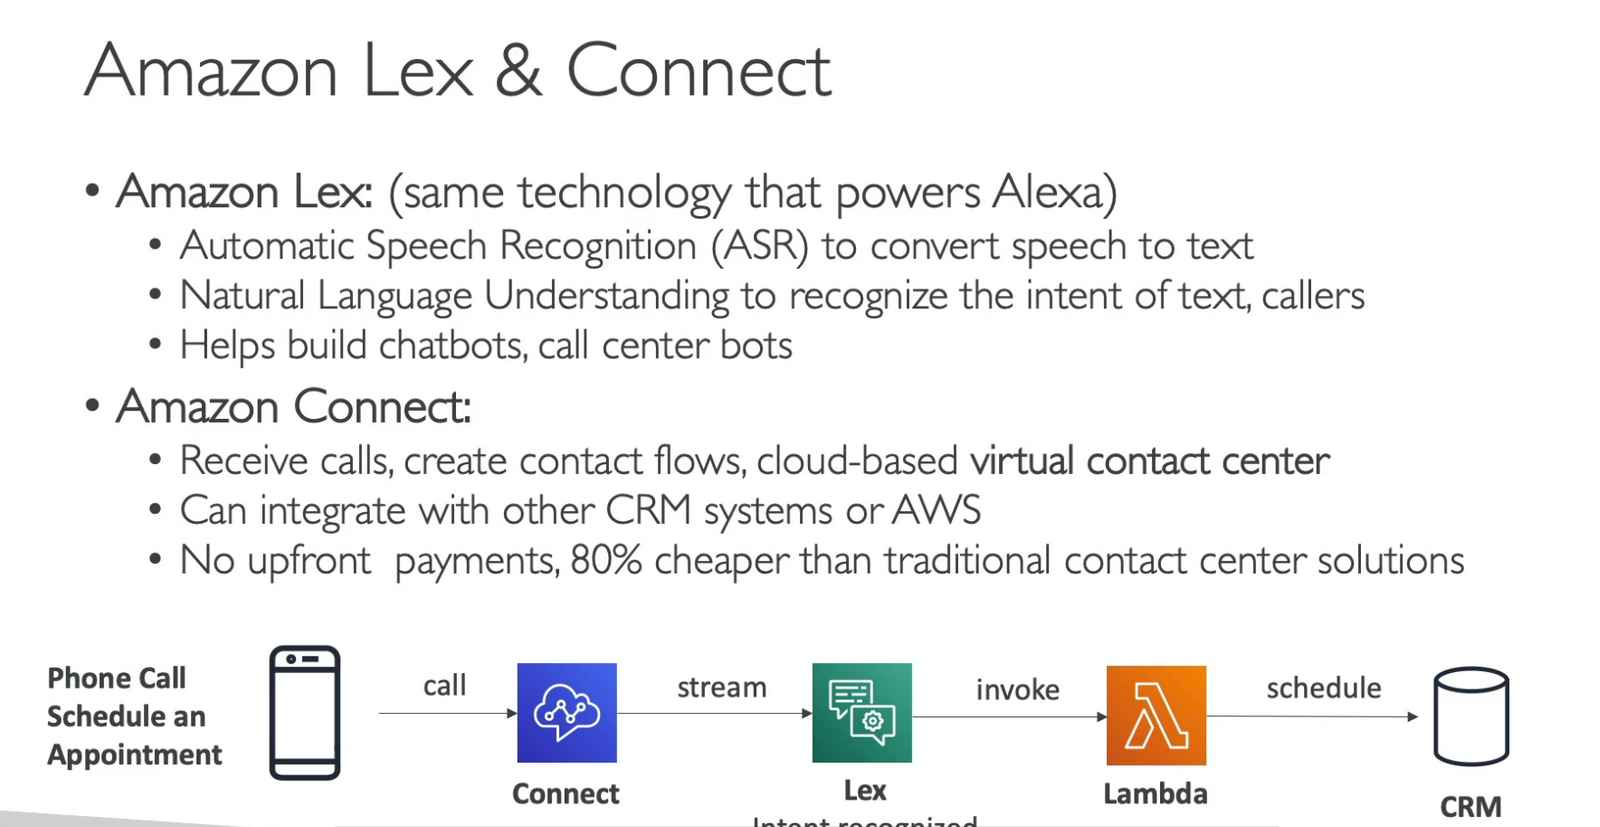 Amazon Lex & Connect
• Amazon Lex: (same technology that powers Alexa)
• Automatic Speech Recognition (ASR) to convert speech to text
• Natural Language Understanding to recognize the intent of text, callers
• Helps build chatbots, call center bots
• Amazon Connect:
• Receive calls, create contact flows, cloud-based virtual contact center
• Can integrate with other CRM systems or AWS
• No upfront payments, 80% cheaper than traditional contact center solutions
Phone Call
Schedule an
Appointment
call
Connect
stream
Lex
Intent recognized
invoke
Lambda
schedule
CRM